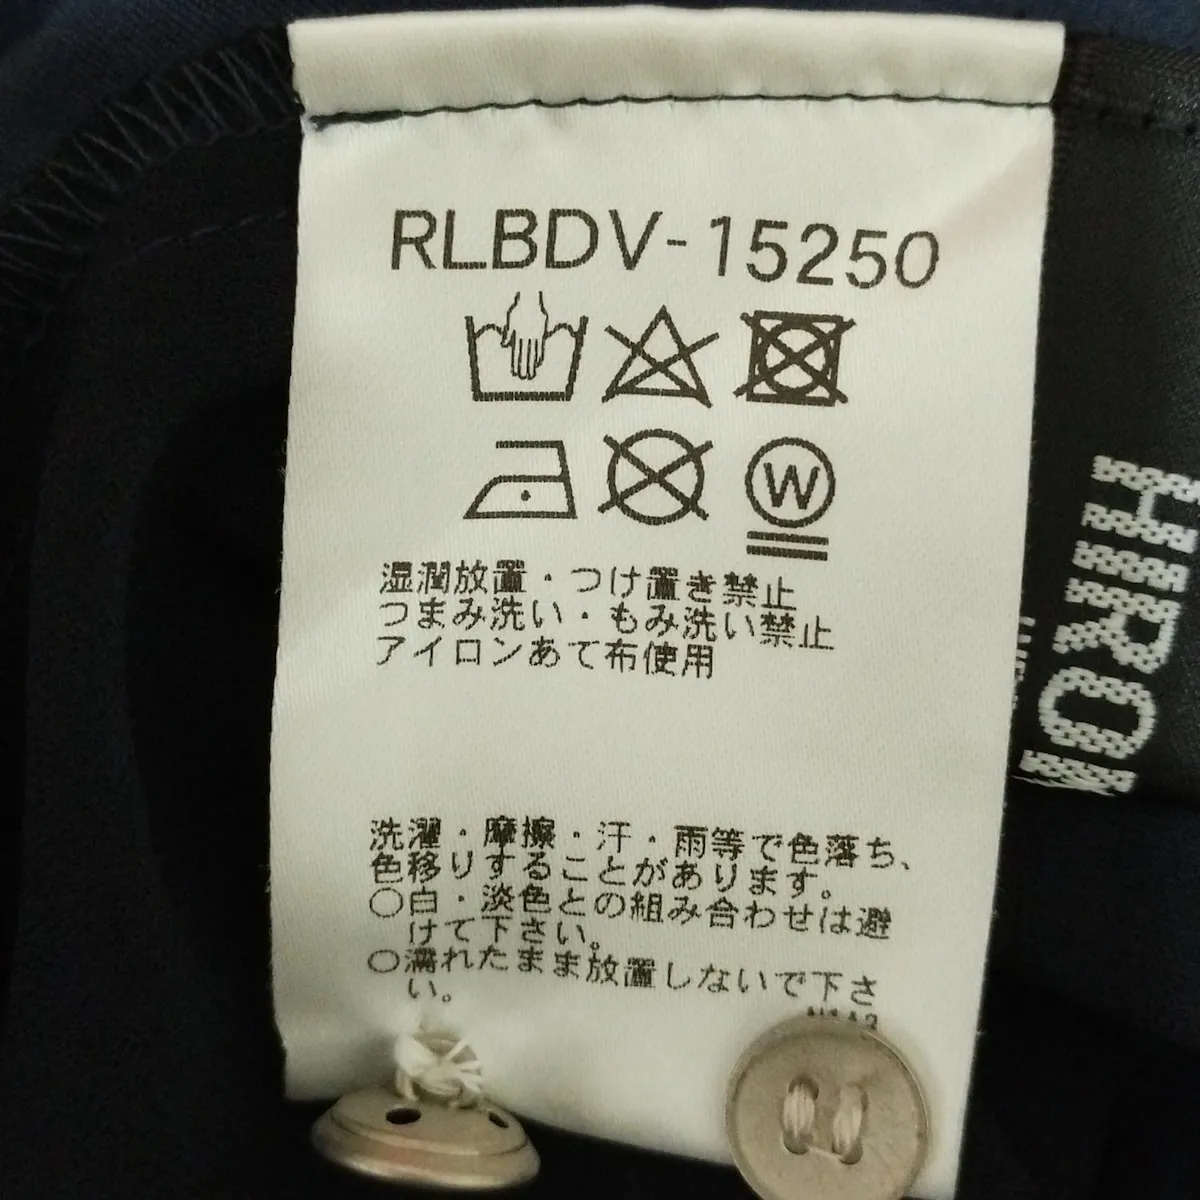 RLBDV-15250
W
湿潤放置・つけ置き禁止
つまみ洗い・もみ洗い禁止
アイロンあて布使用
洗濯・摩擦・汗・雨等で色落ち、
色移りすることがあります。
○白・淡色との組み合わせは避
けて下さい。
○濡れたまま放置しないで下さ
い。
HIRO